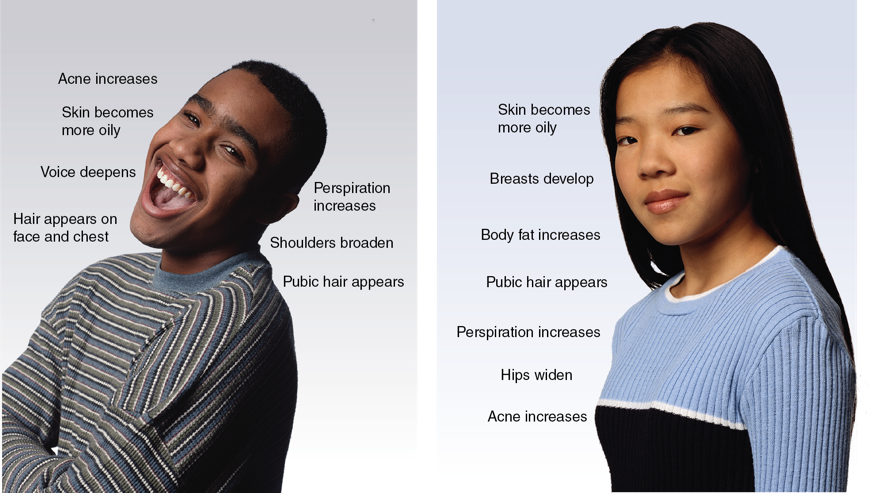 Acne increases
Skin becomes
more oily
Voice deepens
Hair appears on
face and chest
Perspiration
increases
Shoulders broaden
Pubic hair appears
Skin becomes
more oily
Breasts develop
Body fat increases
Pubic hair appears
Perspiration increases
Hips widen
Acne increases